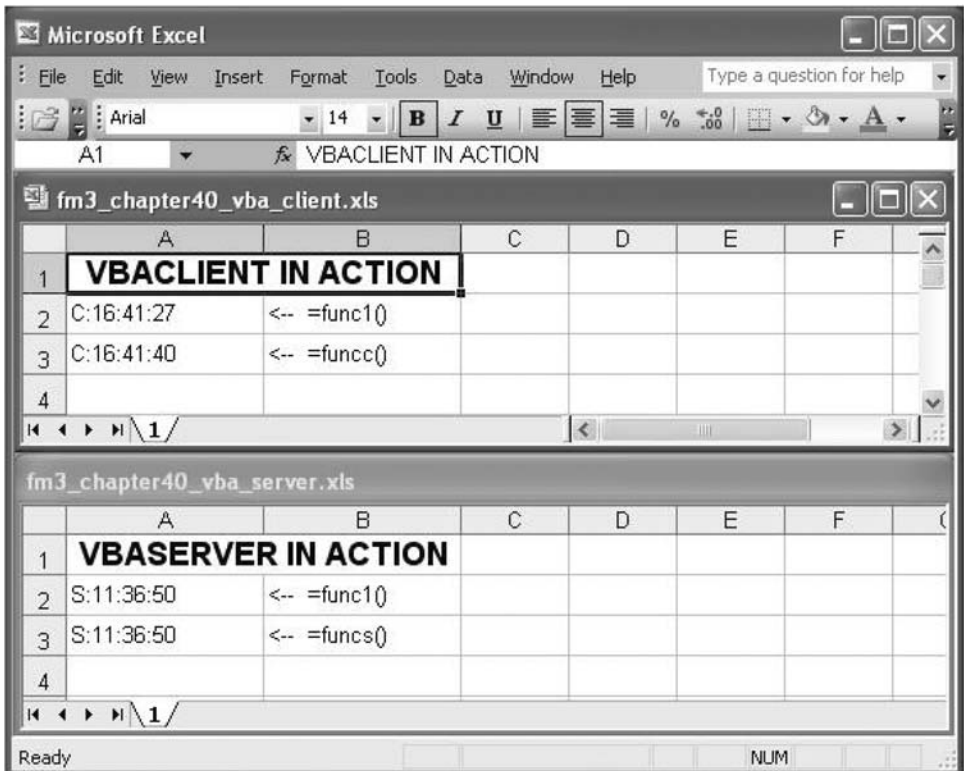 Microsoft Excel
File Edit View Insert Format Tools Data Window Help Type a question for help
Arial 14 B I U % .00 A
A1 fx VBACLIENT IN ACTION
fm3_chapter40_vba_client.xls
A B C D E F
1 VBACLIENT IN ACTION
2 C:16:41:27 <-- =func1()
3 C:16:41:40 <-- =funcc()
4
1
fm3_chapter40_vba_server.xls
A B C D E F
1 VBASERVER IN ACTION
2 S:11:36:50 <-- =func1()
3 S:11:36:50 <-- =funcs()
4
1
Ready NUM